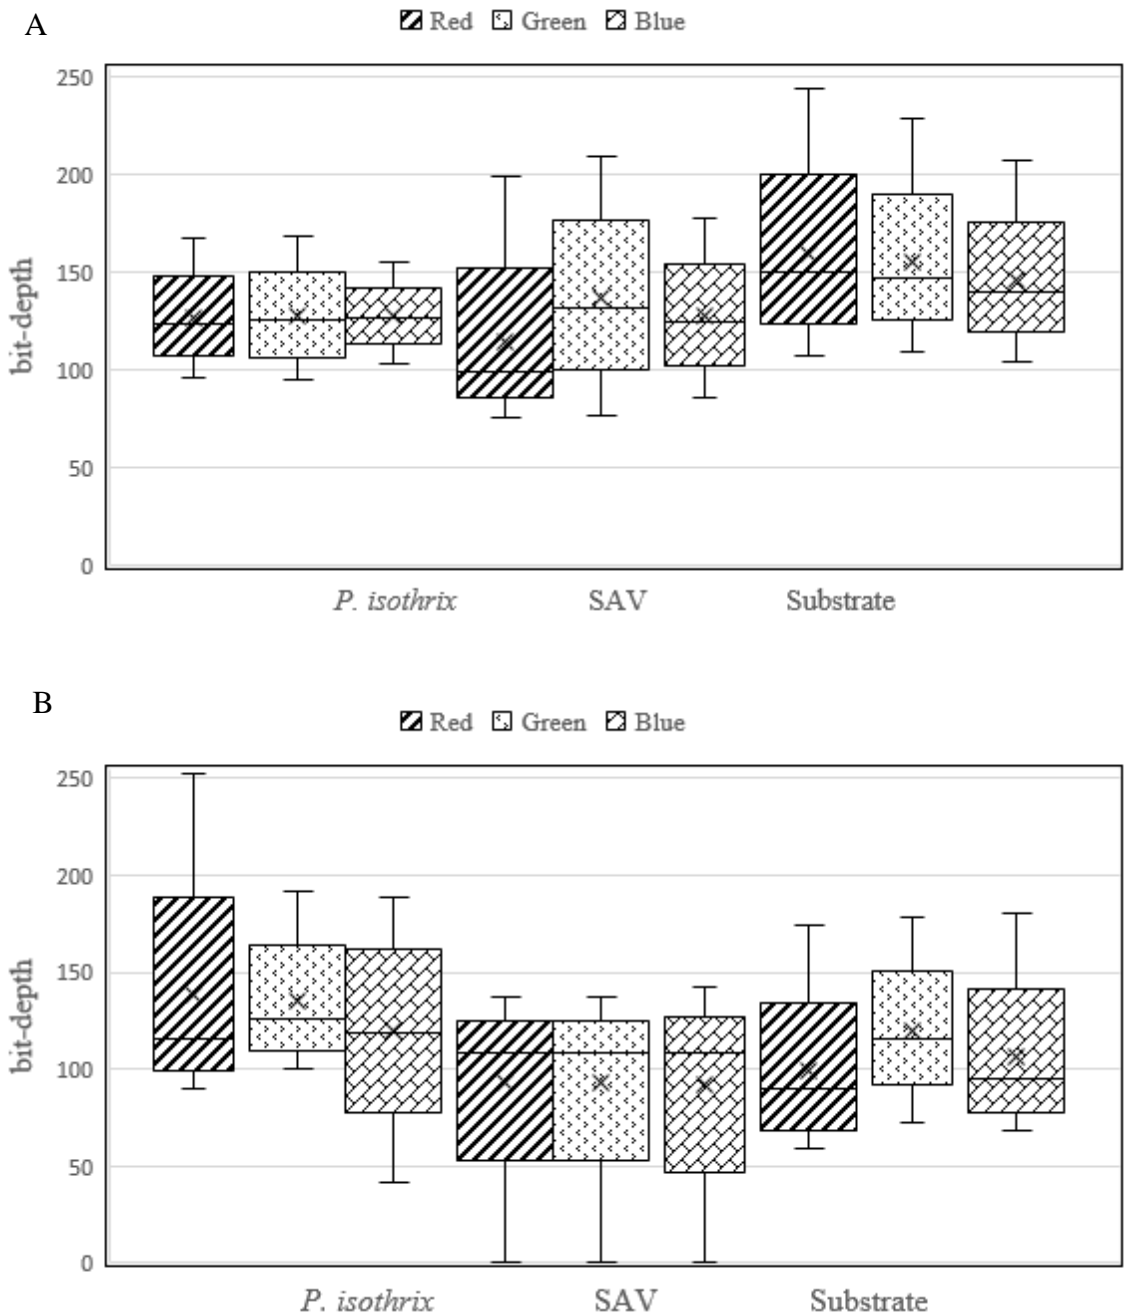 A
Red Green Blue
250
200
150
100
50
0
bit-depth
P. isothrix SAV Substrate
B
Red Green Blue
250
200
150
100
50
0
bit-depth
P. isothrix SAV Substrate